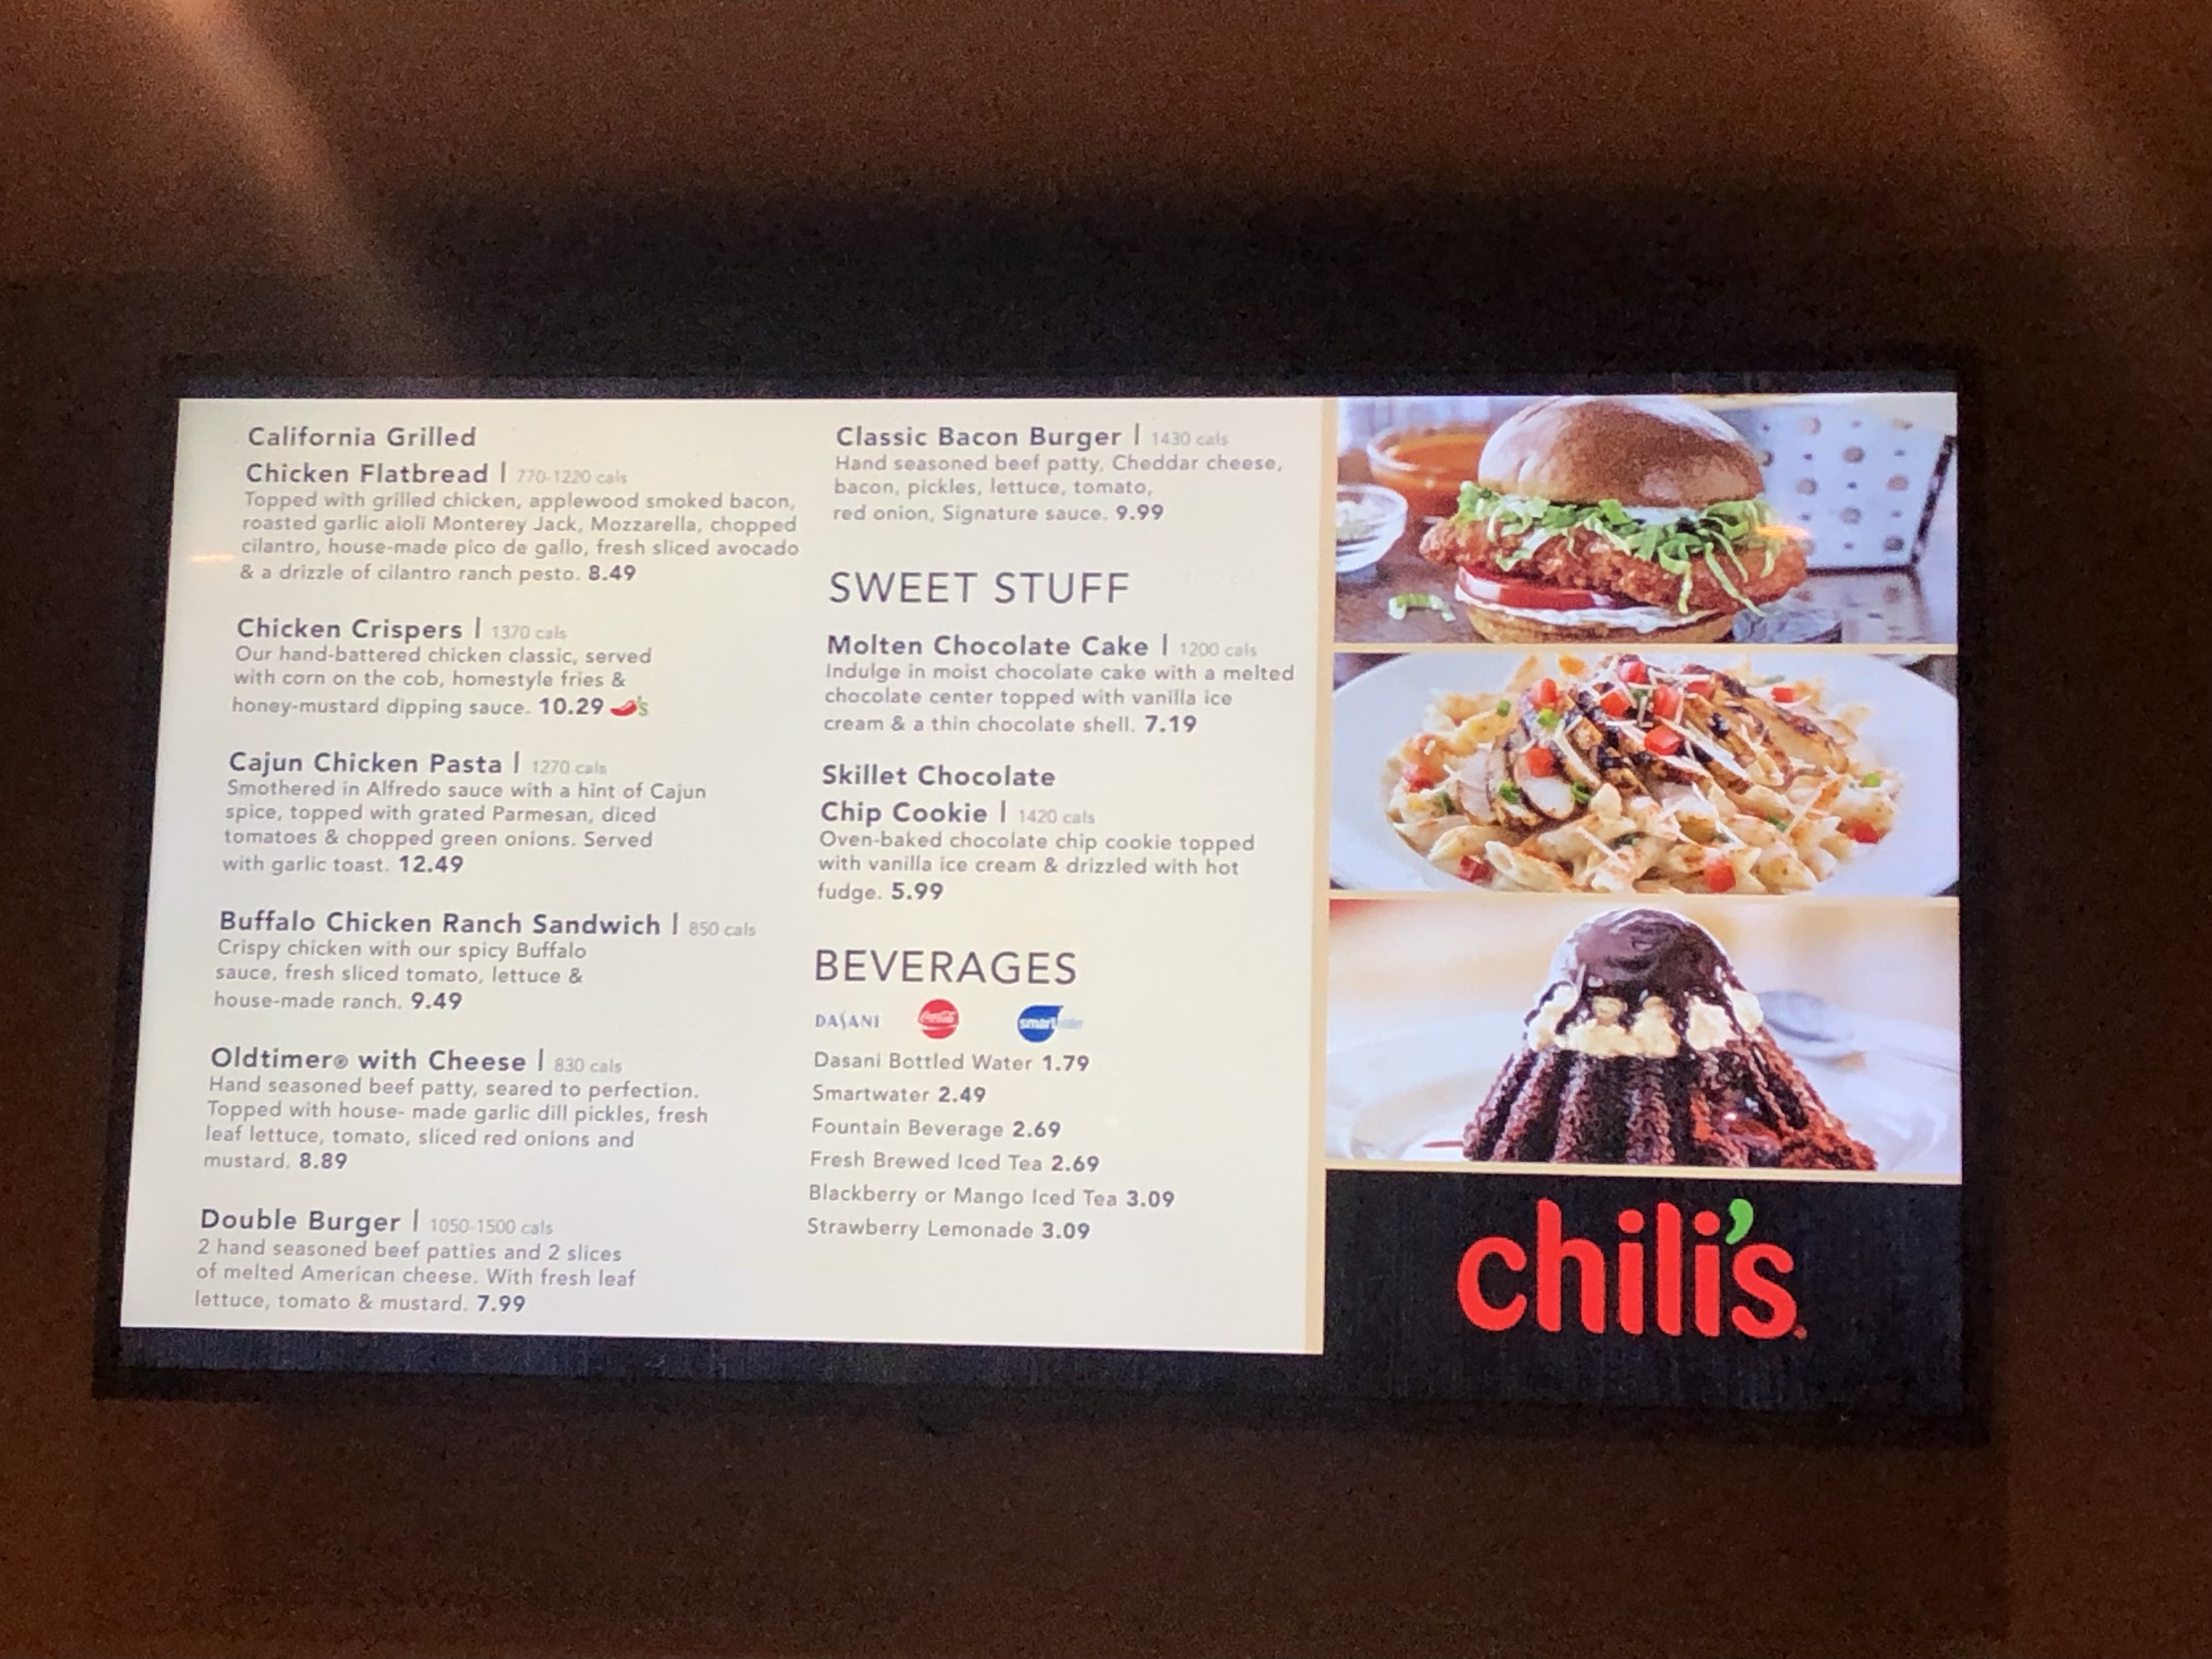 California Grilled
Chicken Flatbread | 770-1220 cals
Topped with grilled chicken, applewood smoked bacon,
roasted garlic aioli Monterey Jack, Mozzarella, chopped
cilantro, house-made pico de gallo, fresh sliced avocado
& a drizzle of cilantro ranch pesto. 8.49
Chicken Crispers | 1370 cals
Our hand-battered chicken classic, served
with corn on the cob, homestyle fries &
honey-mustard dipping sauce. 10.29
Cajun Chicken Pasta | 1270 cals
Smothered in Alfredo sauce with a hint of Cajun
spice, topped with grated Parmesan, diced
tomatoes & chopped green onions. Served
with garlic toast. 12.49
Buffalo Chicken Ranch Sandwich | 850 cals
Crispy chicken with our spicy Buffalo
sauce, fresh sliced tomato, lettuce &
house-made ranch. 9.49
Oldtimer® with Cheese | 830 cals
Hand seasoned beef patty, seared to perfection.
Topped with house- made garlic dill pickles, fresh
leaf lettuce, tomato, sliced red onions and
mustard. 8.89
Double Burger | 1050-1500 cals
2 hand seasoned beef patties and 2 slices
of melted American cheese. With fresh leaf
lettuce, tomato & mustard. 7.99
Classic Bacon Burger | 1430 cals
Hand seasoned beef patty, Cheddar cheese,
bacon, pickles, lettuce, tomato,
red onion, Signature sauce. 9.99
SWEET STUFF
Molten Chocolate Cake | 1200 cals
Indulge in moist chocolate cake with a melted
chocolate center topped with vanilla ice
cream & a thin chocolate shell. 7.19
Skillet Chocolate
Chip Cookie | 1420 cals
Oven-baked chocolate chip cookie topped
with vanilla ice cream & drizzled with hot
fudge. 5.99
BEVERAGES
DASANI Coca-Cola smartwater
Dasani Bottled Water 1.79
Smartwater 2.49
Fountain Beverage 2.69
Fresh Brewed Iced Tea 2.69
Blackberry or Mango Iced Tea 3.09
Strawberry Lemonade 3.09
chili's